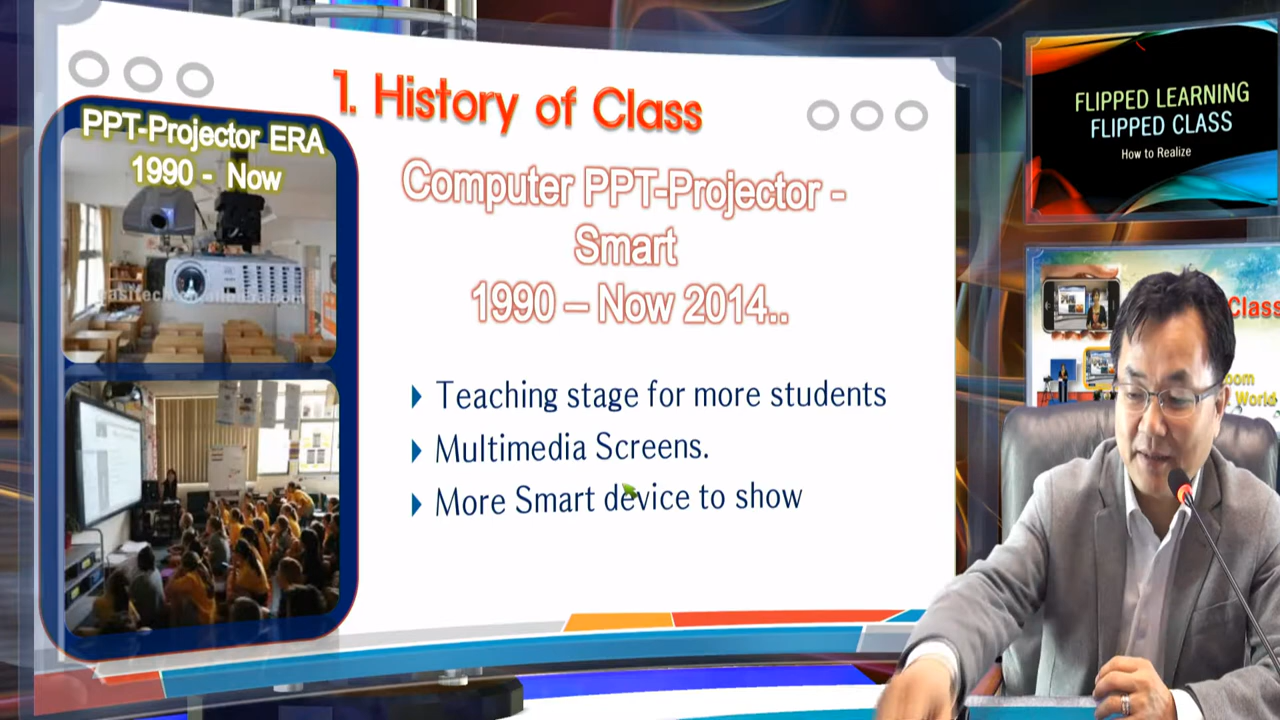 1. History of Class
PPT-Projector ERA
1990 - Now
Computer PPT-Projector -
Smart
1990 – Now 2014..
Teaching stage for more students
Multimedia Screens.
More Smart device to show
FLIPPED LEARNING
FLIPPED CLASS
How to Realize
Class
World